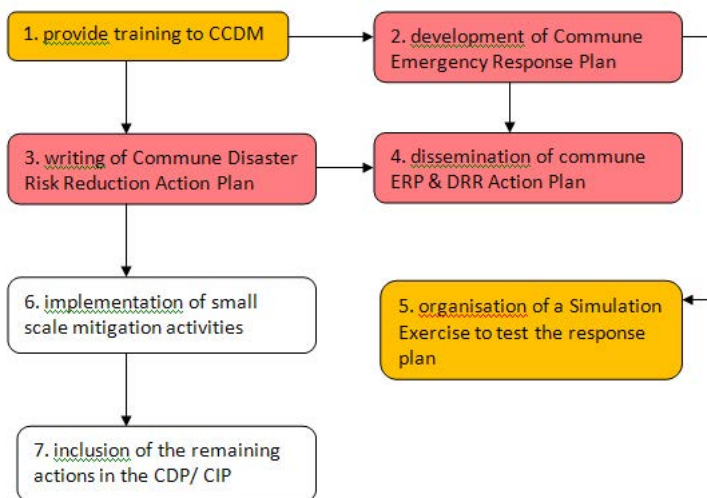 1. provide training to CCDM
2. development of Commune
Emergency Response Plan
3. writing of Commune Disaster
Risk Reduction Action Plan
4. dissemination of commune
ERP & DRR Action Plan
6. implementation of small
scale mitigation activities
5. organisation of a Simulation
Exercise to test the response
plan
7. inclusion of the remaining
actions in the CDP/ CIP